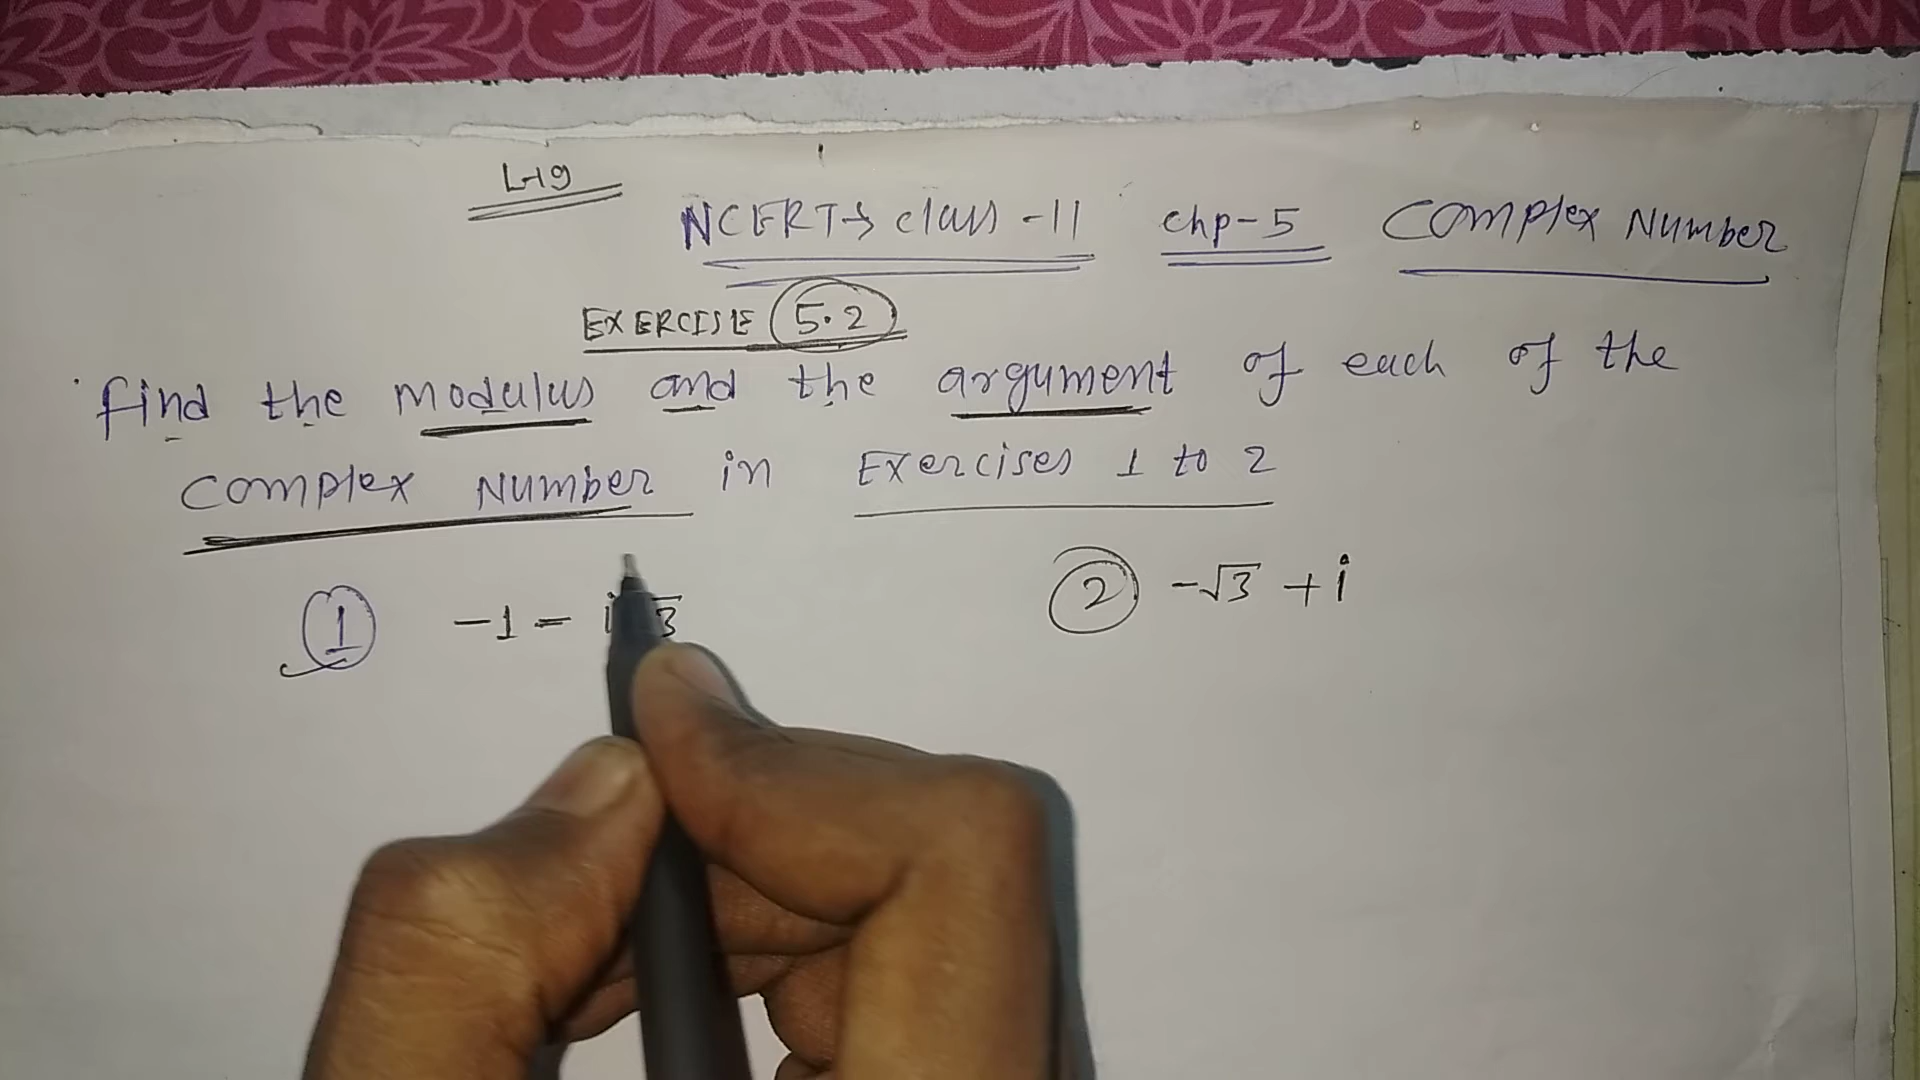 L-19
NCERT→ class -11 chp-5 Complex Number
EXERCISE 5.2
find the modulus and the argument of each of the
Complex Number in Exercises 1 to 2
1 -1 - i√3 2 -√3 + i